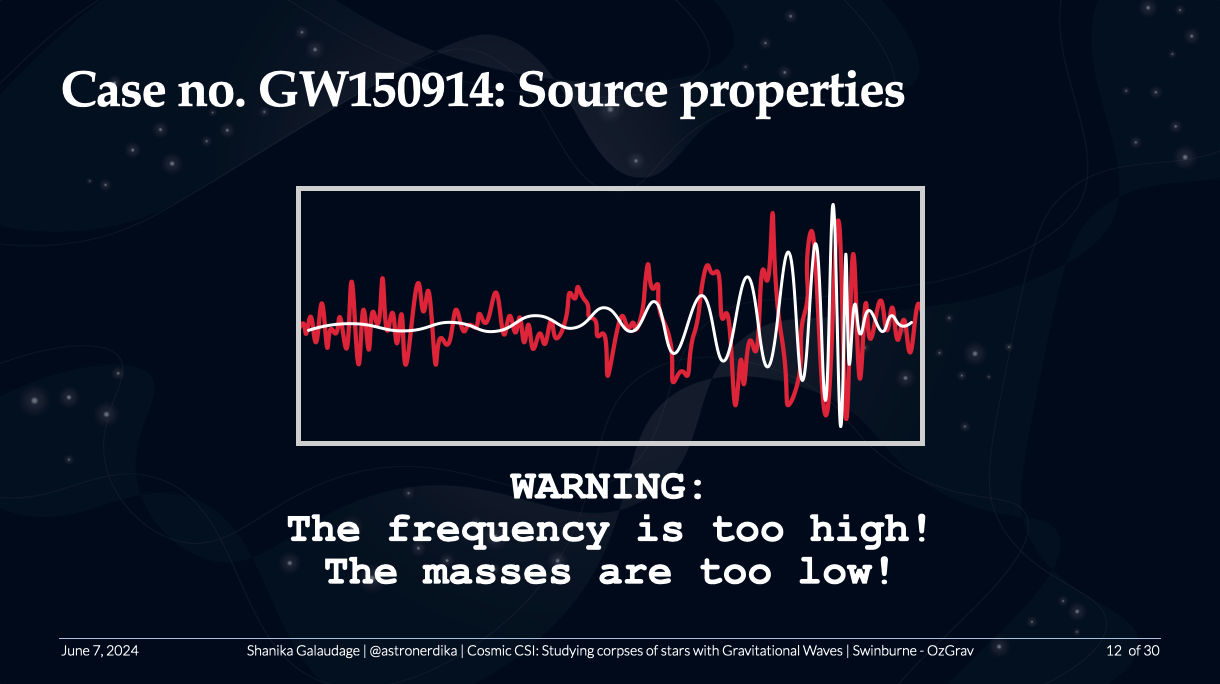 Case no. GW150914: Source properties
WARNING:
The frequency is too high!
The masses are too low!
June 7, 2024
Shanika Galaudage | @astronerdika | Cosmic CSI: Studying corpses of stars with Gravitational Waves | Swinburne - OzGrav
12 of 30